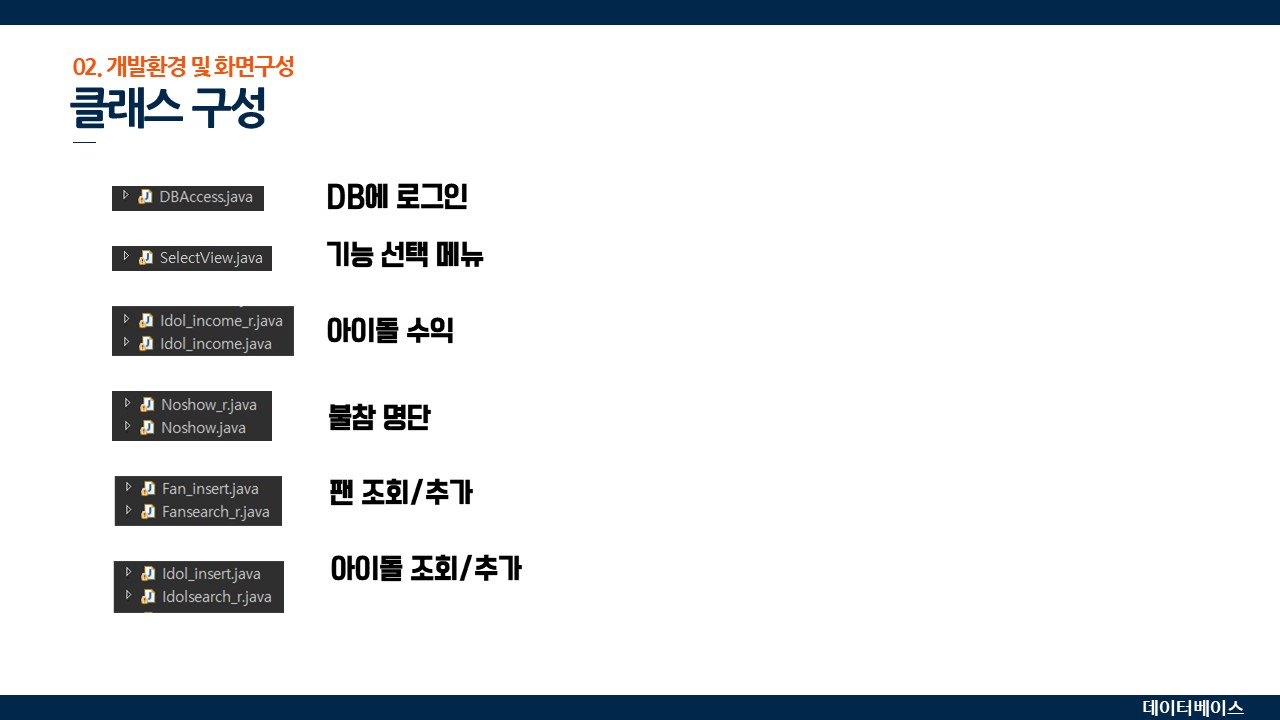 02. 개발환경 및 화면구성
클래스 구성
DBAccess.java
DB에 로그인
SelectView.java
기능 선택 메뉴
Idol_income_r.java
Idol_income.java
아이돌 수익
Noshow_r.java
Noshow.java
불참 명단
Fan_insert.java
Fansearch_r.java
팬 조회/추가
Idol_insert.java
Idolsearch_r.java
아이돌 조회/추가
데이터베이스